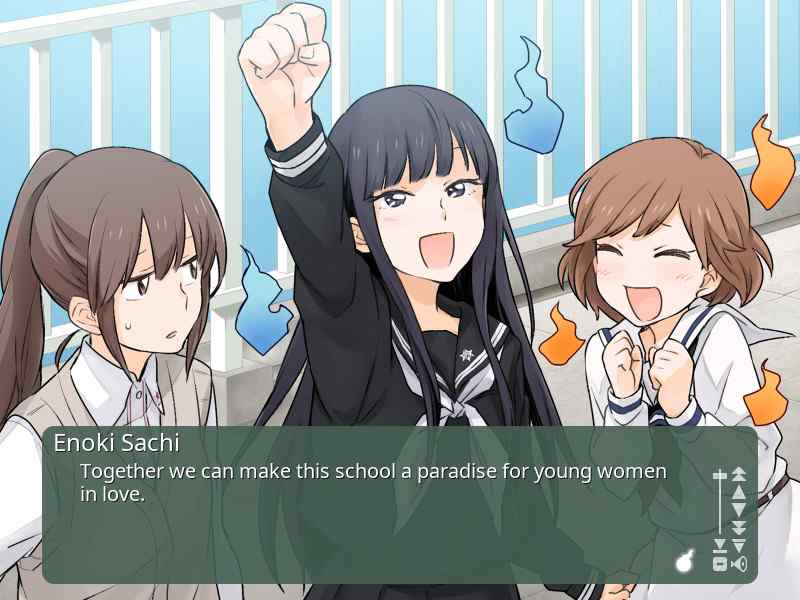 Enoki Sachi
Together we can make this school a paradise for young women
in love.